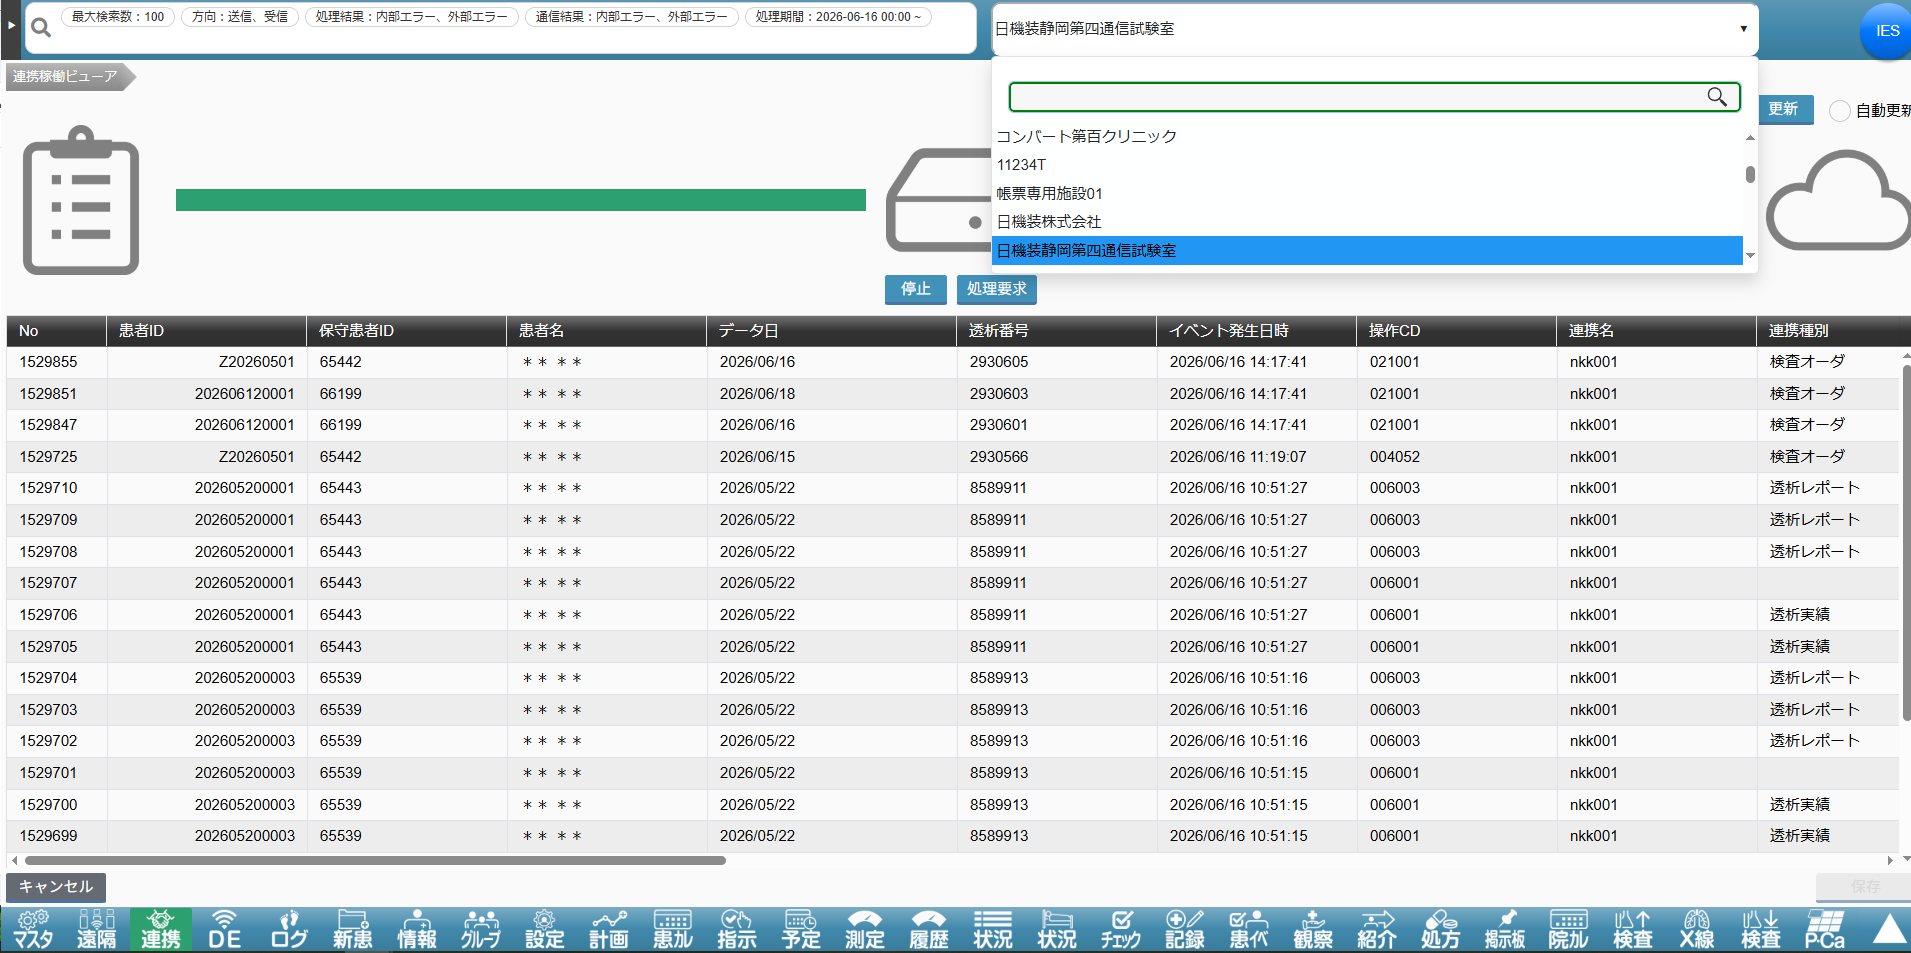 最大検索数：100 方向：送信、受信 処理結果：内部エラー、外部エラー 通信結果：内部エラー、外部エラー 処理期間：2026-06-16 00:00 ~
日機装静岡第四通信試験室
IES
連携稼働ビューア
更新 自動更新
コンバート第百クリニック
11234T
帳票専用施設01
日機装株式会社
日機装静岡第四通信試験室
停止 処理要求
No 患者ID 保守患者ID 患者名 データ日 透析番号 イベント発生日時 操作CD 連携名 連携種別
1529855 Z20260501 65442 ＊＊ ＊＊ 2026/06/16 2930605 2026/06/16 14:17:41 021001 nkk001 検査オーダ
1529851 202606120001 66199 ＊＊ ＊＊ 2026/06/18 2930603 2026/06/16 14:17:41 021001 nkk001 検査オーダ
1529847 202606120001 66199 ＊＊ ＊＊ 2026/06/16 2930601 2026/06/16 14:17:41 021001 nkk001 検査オーダ
1529725 Z20260501 65442 ＊＊ ＊＊ 2026/06/15 2930566 2026/06/16 11:19:07 004052 nkk001 検査オーダ
1529710 202605200001 65443 ＊＊ ＊＊ 2026/05/22 8589911 2026/06/16 10:51:27 006003 nkk001 透析レポート
1529709 202605200001 65443 ＊＊ ＊＊ 2026/05/22 8589911 2026/06/16 10:51:27 006003 nkk001 透析レポート
1529708 202605200001 65443 ＊＊ ＊＊ 2026/05/22 8589911 2026/06/16 10:51:27 006003 nkk001 透析レポート
1529707 202605200001 65443 ＊＊ ＊＊ 2026/05/22 8589911 2026/06/16 10:51:27 006001 nkk001
1529706 202605200001 65443 ＊＊ ＊＊ 2026/05/22 8589911 2026/06/16 10:51:27 006001 nkk001 透析実績
1529705 202605200001 65443 ＊＊ ＊＊ 2026/05/22 8589911 2026/06/16 10:51:27 006001 nkk001 透析実績
1529704 202605200003 65539 ＊＊ ＊＊ 2026/05/22 8589913 2026/06/16 10:51:16 006003 nkk001 透析レポート
1529703 202605200003 65539 ＊＊ ＊＊ 2026/05/22 8589913 2026/06/16 10:51:16 006003 nkk001 透析レポート
1529702 202605200003 65539 ＊＊ ＊＊ 2026/05/22 8589913 2026/06/16 10:51:16 006003 nkk001 透析レポート
1529701 202605200003 65539 ＊＊ ＊＊ 2026/05/22 8589913 2026/06/16 10:51:15 006001 nkk001
1529700 202605200003 65539 ＊＊ ＊＊ 2026/05/22 8589913 2026/06/16 10:51:15 006001 nkk001 透析実績
1529699 202605200003 65539 ＊＊ ＊＊ 2026/05/22 8589913 2026/06/16 10:51:15 006001 nkk001 透析実績
キャンセル 保存
マスタ 遠隔 連携 DE ログ 新患 情報 グループ 設定 計画 患カル 指示 予定 測定 履歴 状況 状況 チェック 記録 患イベ 観察 紹介 処方 掲示板 院カル 検査 X線 検査 P-Ca